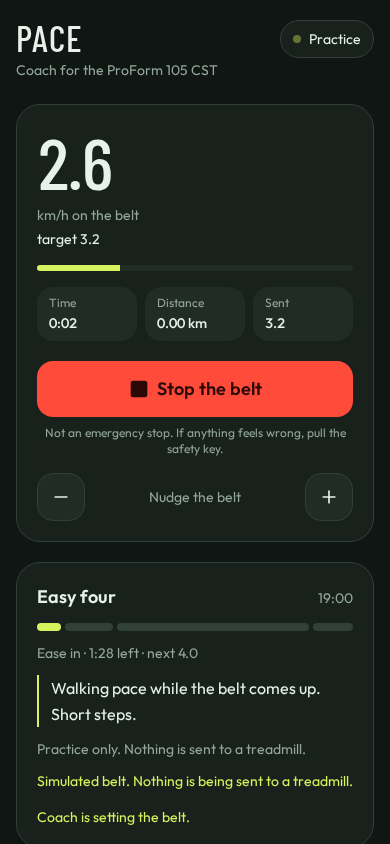 PACE
Practice
Coach for the ProForm 105 CST
2.6
km/h on the belt
target 3.2
Time
0:02
Distance
0.00 km
Sent
3.2
Stop the belt
Not an emergency stop. If anything feels wrong, pull the
safety key.
Nudge the belt
Easy four
19:00
Ease in · 1:28 left · next 4.0
Walking pace while the belt comes up.
Short steps.
Practice only. Nothing is sent to a treadmill.
Simulated belt. Nothing is being sent to a treadmill.
Coach is setting the belt.